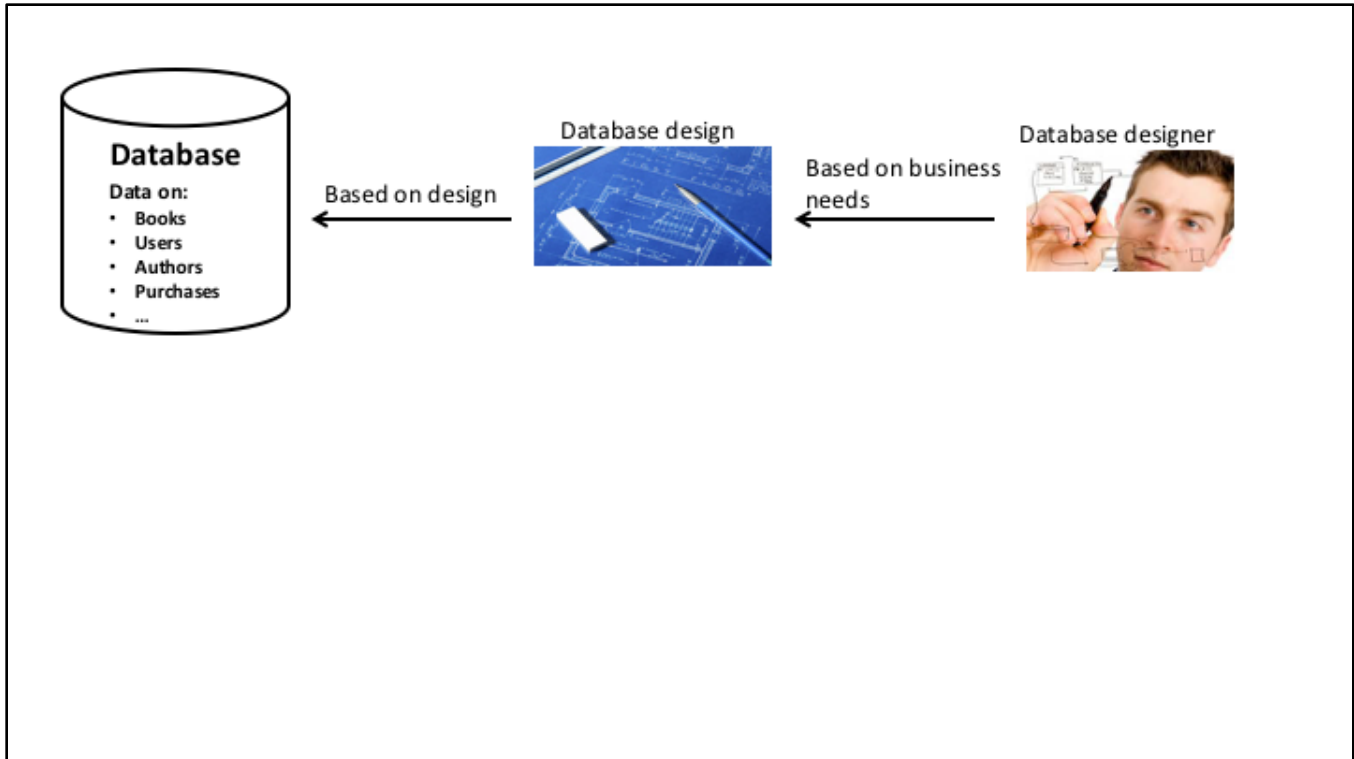 Database
Data on:
• Books
• Users
• Authors
• Purchases
• ...
Based on design
Database design
Based on business
needs
Database designer